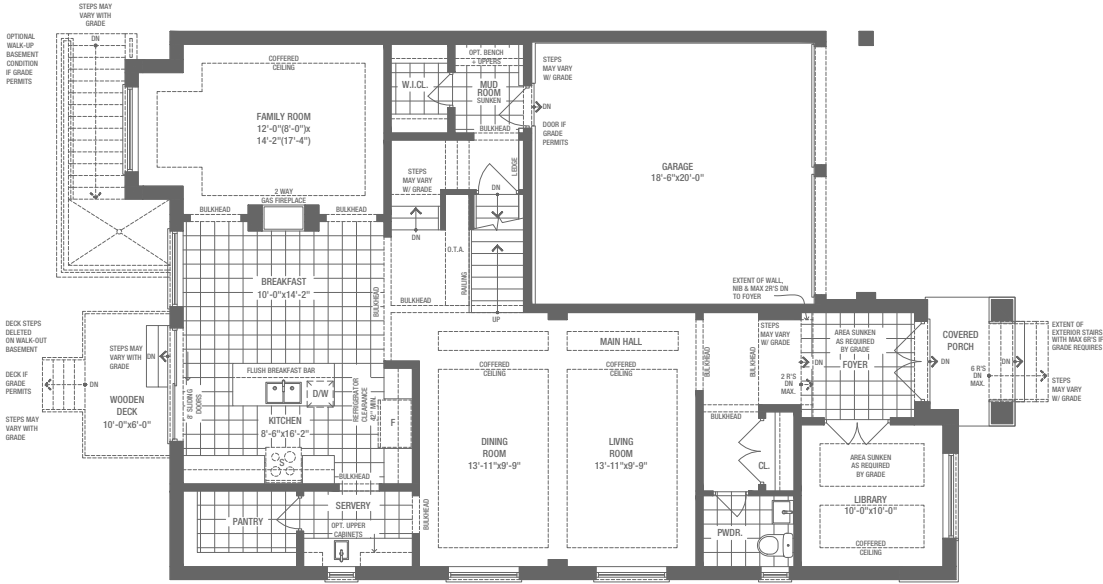 STEPS MAY
VARY WITH
GRADE
DN
OPTIONAL
WALK-UP
BASEMENT
CONDITION
IF GRADE
PERMITS
COFFERED
CEILING
FAMILY ROOM
12'-0"(8'-0")x
14'-2"(17'-4")
2 WAY
GAS FIREPLACE
BULKHEAD
BULKHEAD
W.I.CL.
OPT. BENCH
+ UPPERS
MUD
ROOM
SUNKEN
BULKHEAD
STEPS
MAY VARY
W/ GRADE
DN
DOOR IF
GRADE
PERMITS
GARAGE
18'-6"x20'-0"
STEPS
MAY VARY
W/ GRADE
LEDGE
DN
DN
O.T.A.
RAILING
BULKHEAD
UP
BREAKFAST
10'-0"x14'-2"
BULKHEAD
EXTENT OF WALL,
NIB & MAX 2R'S DN
TO FOYER
DECK STEPS
DELETED
ON WALK-OUT
BASEMENT
DECK IF
GRADE
PERMITS
STEPS MAY
VARY WITH
GRADE
STEPS MAY
VARY WITH
GRADE
DN
DN
WOODEN
DECK
10'-0"x6'-0"
8' SLIDING
DOORS
FLUSH BREAKFAST BAR
D/W
KITCHEN
8'-6"x16'-2"
REFRIGERATOR
CLEARANCE
42" MIN.
F
S
BULKHEAD
PANTRY
SERVERY
OPT. UPPER
CABINETS
BULKHEAD
MAIN HALL
COFFERED
CEILING
COFFERED
CEILING
DINING
ROOM
13'-11"x9'-9"
LIVING
ROOM
13'-11"x9'-9"
BULKHEAD
BULKHEAD
STEPS
MAY VARY
W/ GRADE
DN
2 R'S
DN
MAX.
BULKHEAD
AREA SUNKEN
AS REQUIRED
BY GRADE
FOYER
DN
COVERED
PORCH
6 R'S
DN
MAX.
DN
EXTENT OF
EXTERIOR STAIRS
WITH MAX 6R'S IF
GRADE REQUIRES
STEPS
MAY VARY
W/ GRADE
CL.
PWDR.
AREA SUNKEN
AS REQUIRED
BY GRADE
LIBRARY
10'-0"x10'-0"
COFFERED
CEILING